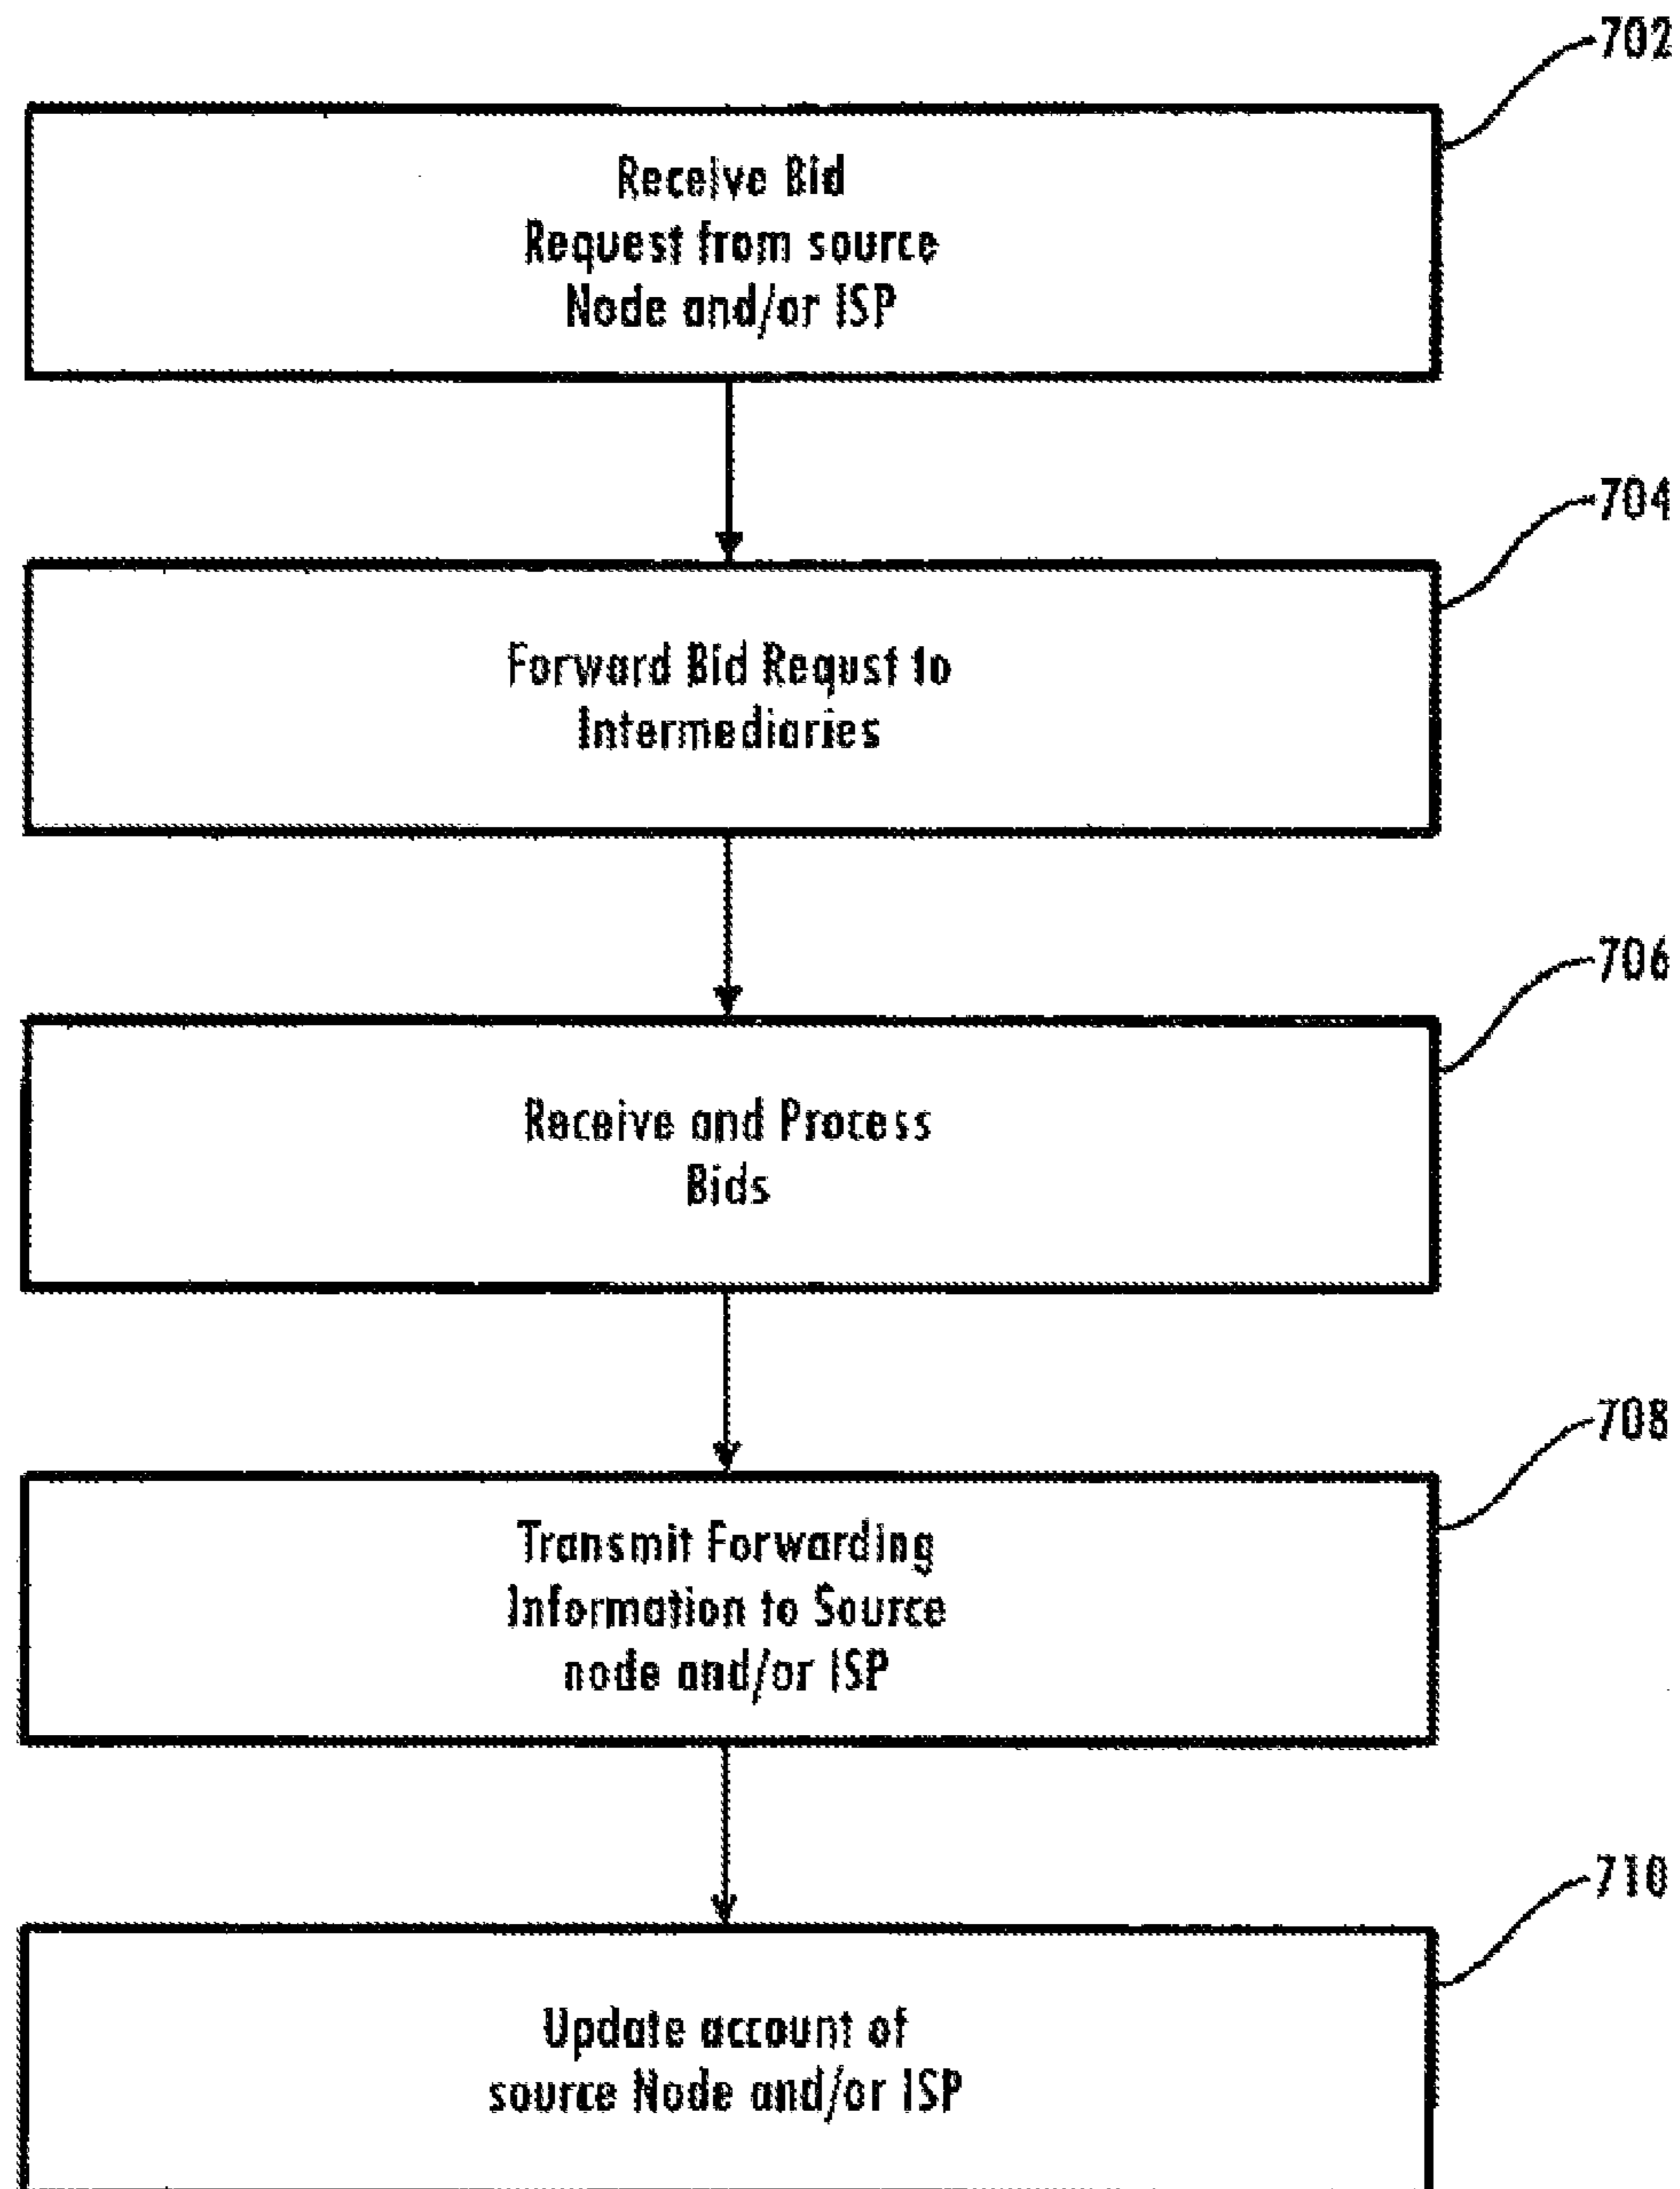 702
Receive Bid
Request from source
Node and/or ISP
704
Forward Bid Requst to
Intermediaries
706
Receive and Process
Bids
708
Transmit Forwarding
Information to Source
node and/or ISP
710
Update account of
source Node and/or ISP